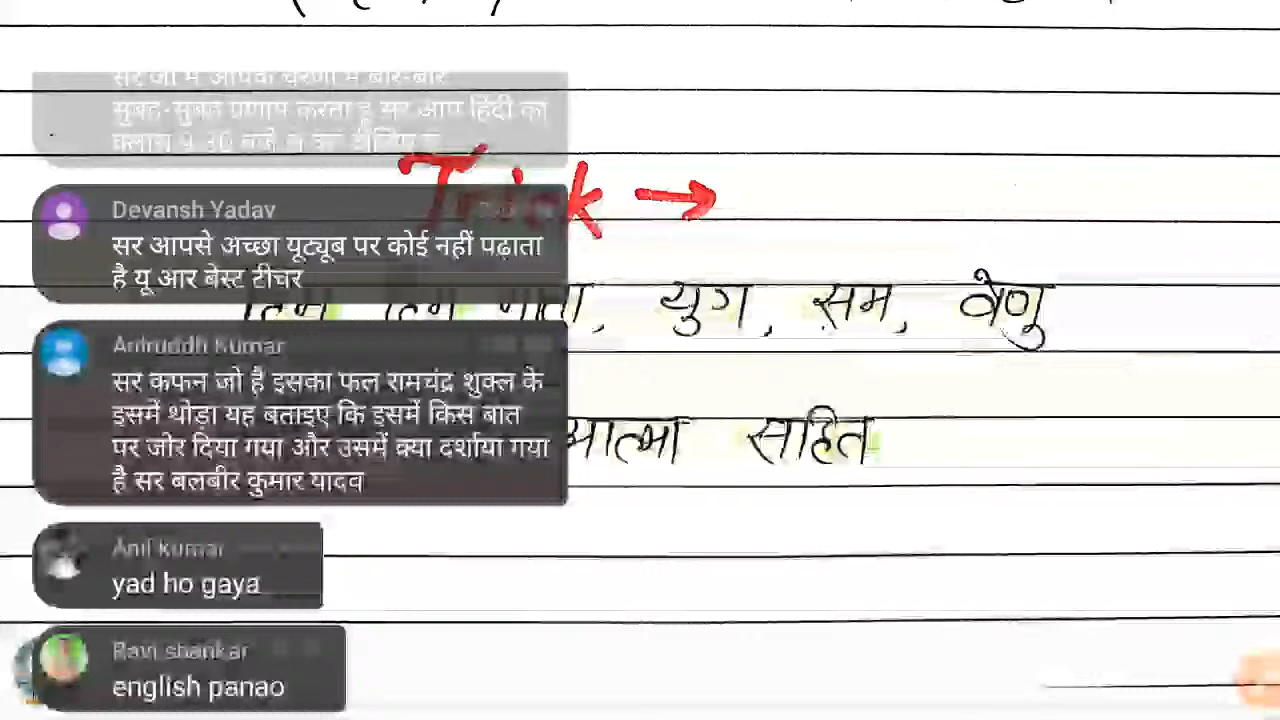 Trick →
Devansh Yadav
सर आपसे अच्छा यूट्यूब पर कोई नहीं पढ़ाता
है यू आर बेस्ट टीचर
युग, सम, वेणु
Aniruddh Kumar
सर कफन जो है इसका फल रामचंद्र शुक्ल के
इसमें थोड़ा यह बताइए कि इसमें किस बात
पर जोर दिया गया और उसमें क्या दर्शाया गया
है सर बलबीर कुमार यादव
आत्मा सहित
Anil kumar
yad ho gaya
Ravi shankar
english panao